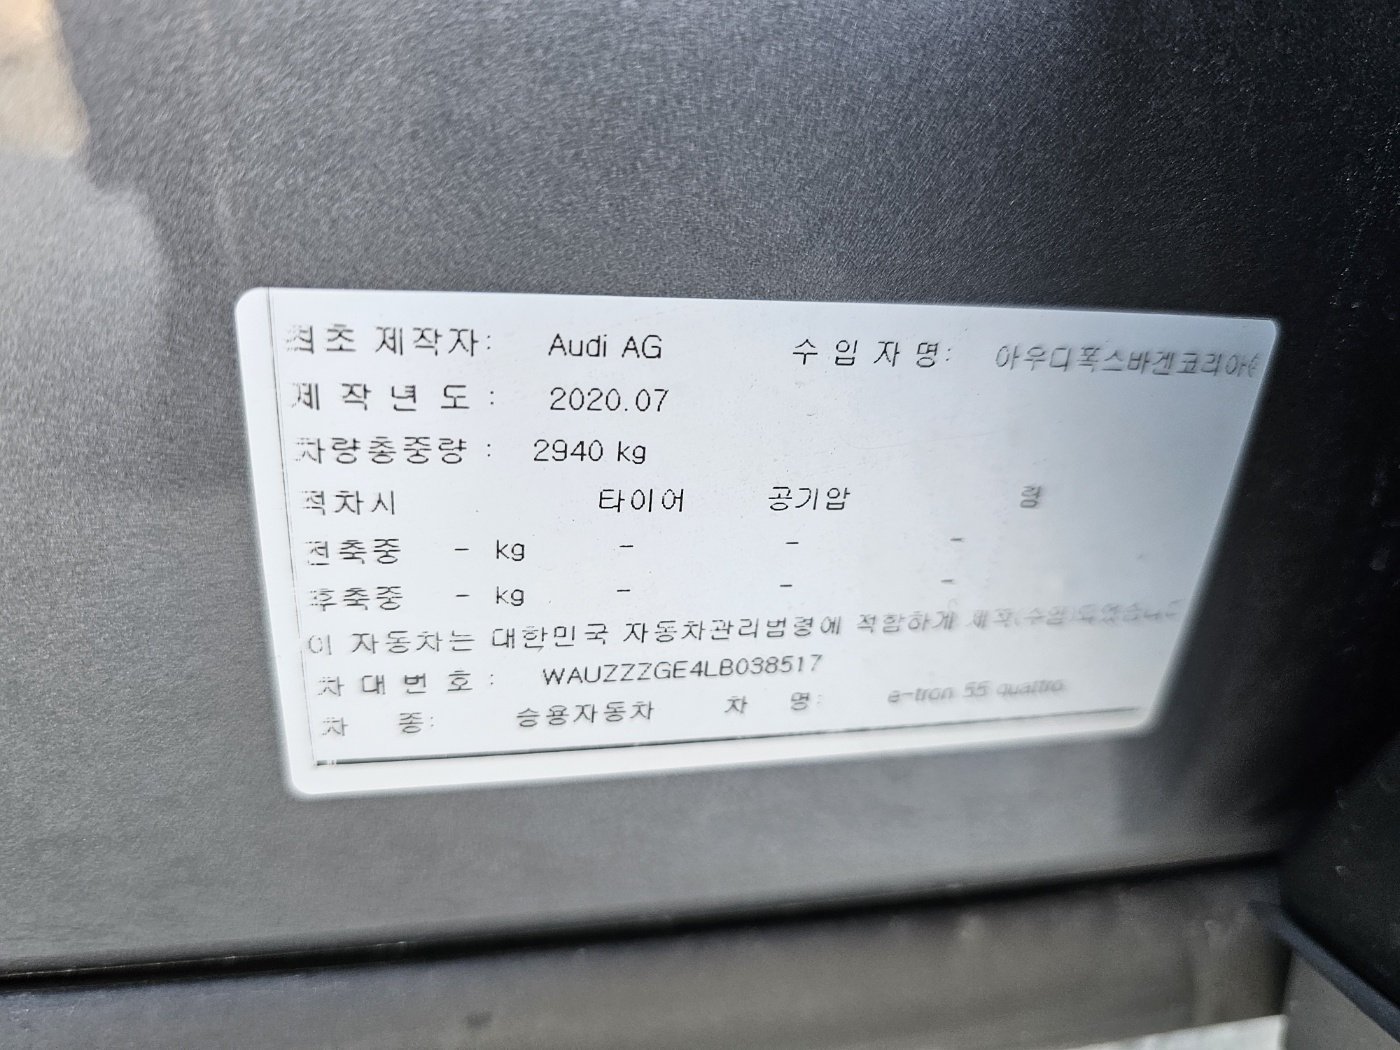 최초 제작자: Audi AG 수 입 자 명: 아우디폭스바겐코리아(
제 작 년 도 : 2020.07
차량총중량 : 2940 kg
적차시 타이어 공기압 량
전축중 - kg - - -
후축중 - kg - - -
이 자동차는 대한민국 자동차관리법령에 적합하게 제작(수입)되었습니다
차 대 번 호 : WAUZZZGE4LB038517
차 종: 승용자동차 차 명: e-tron 55 quattro